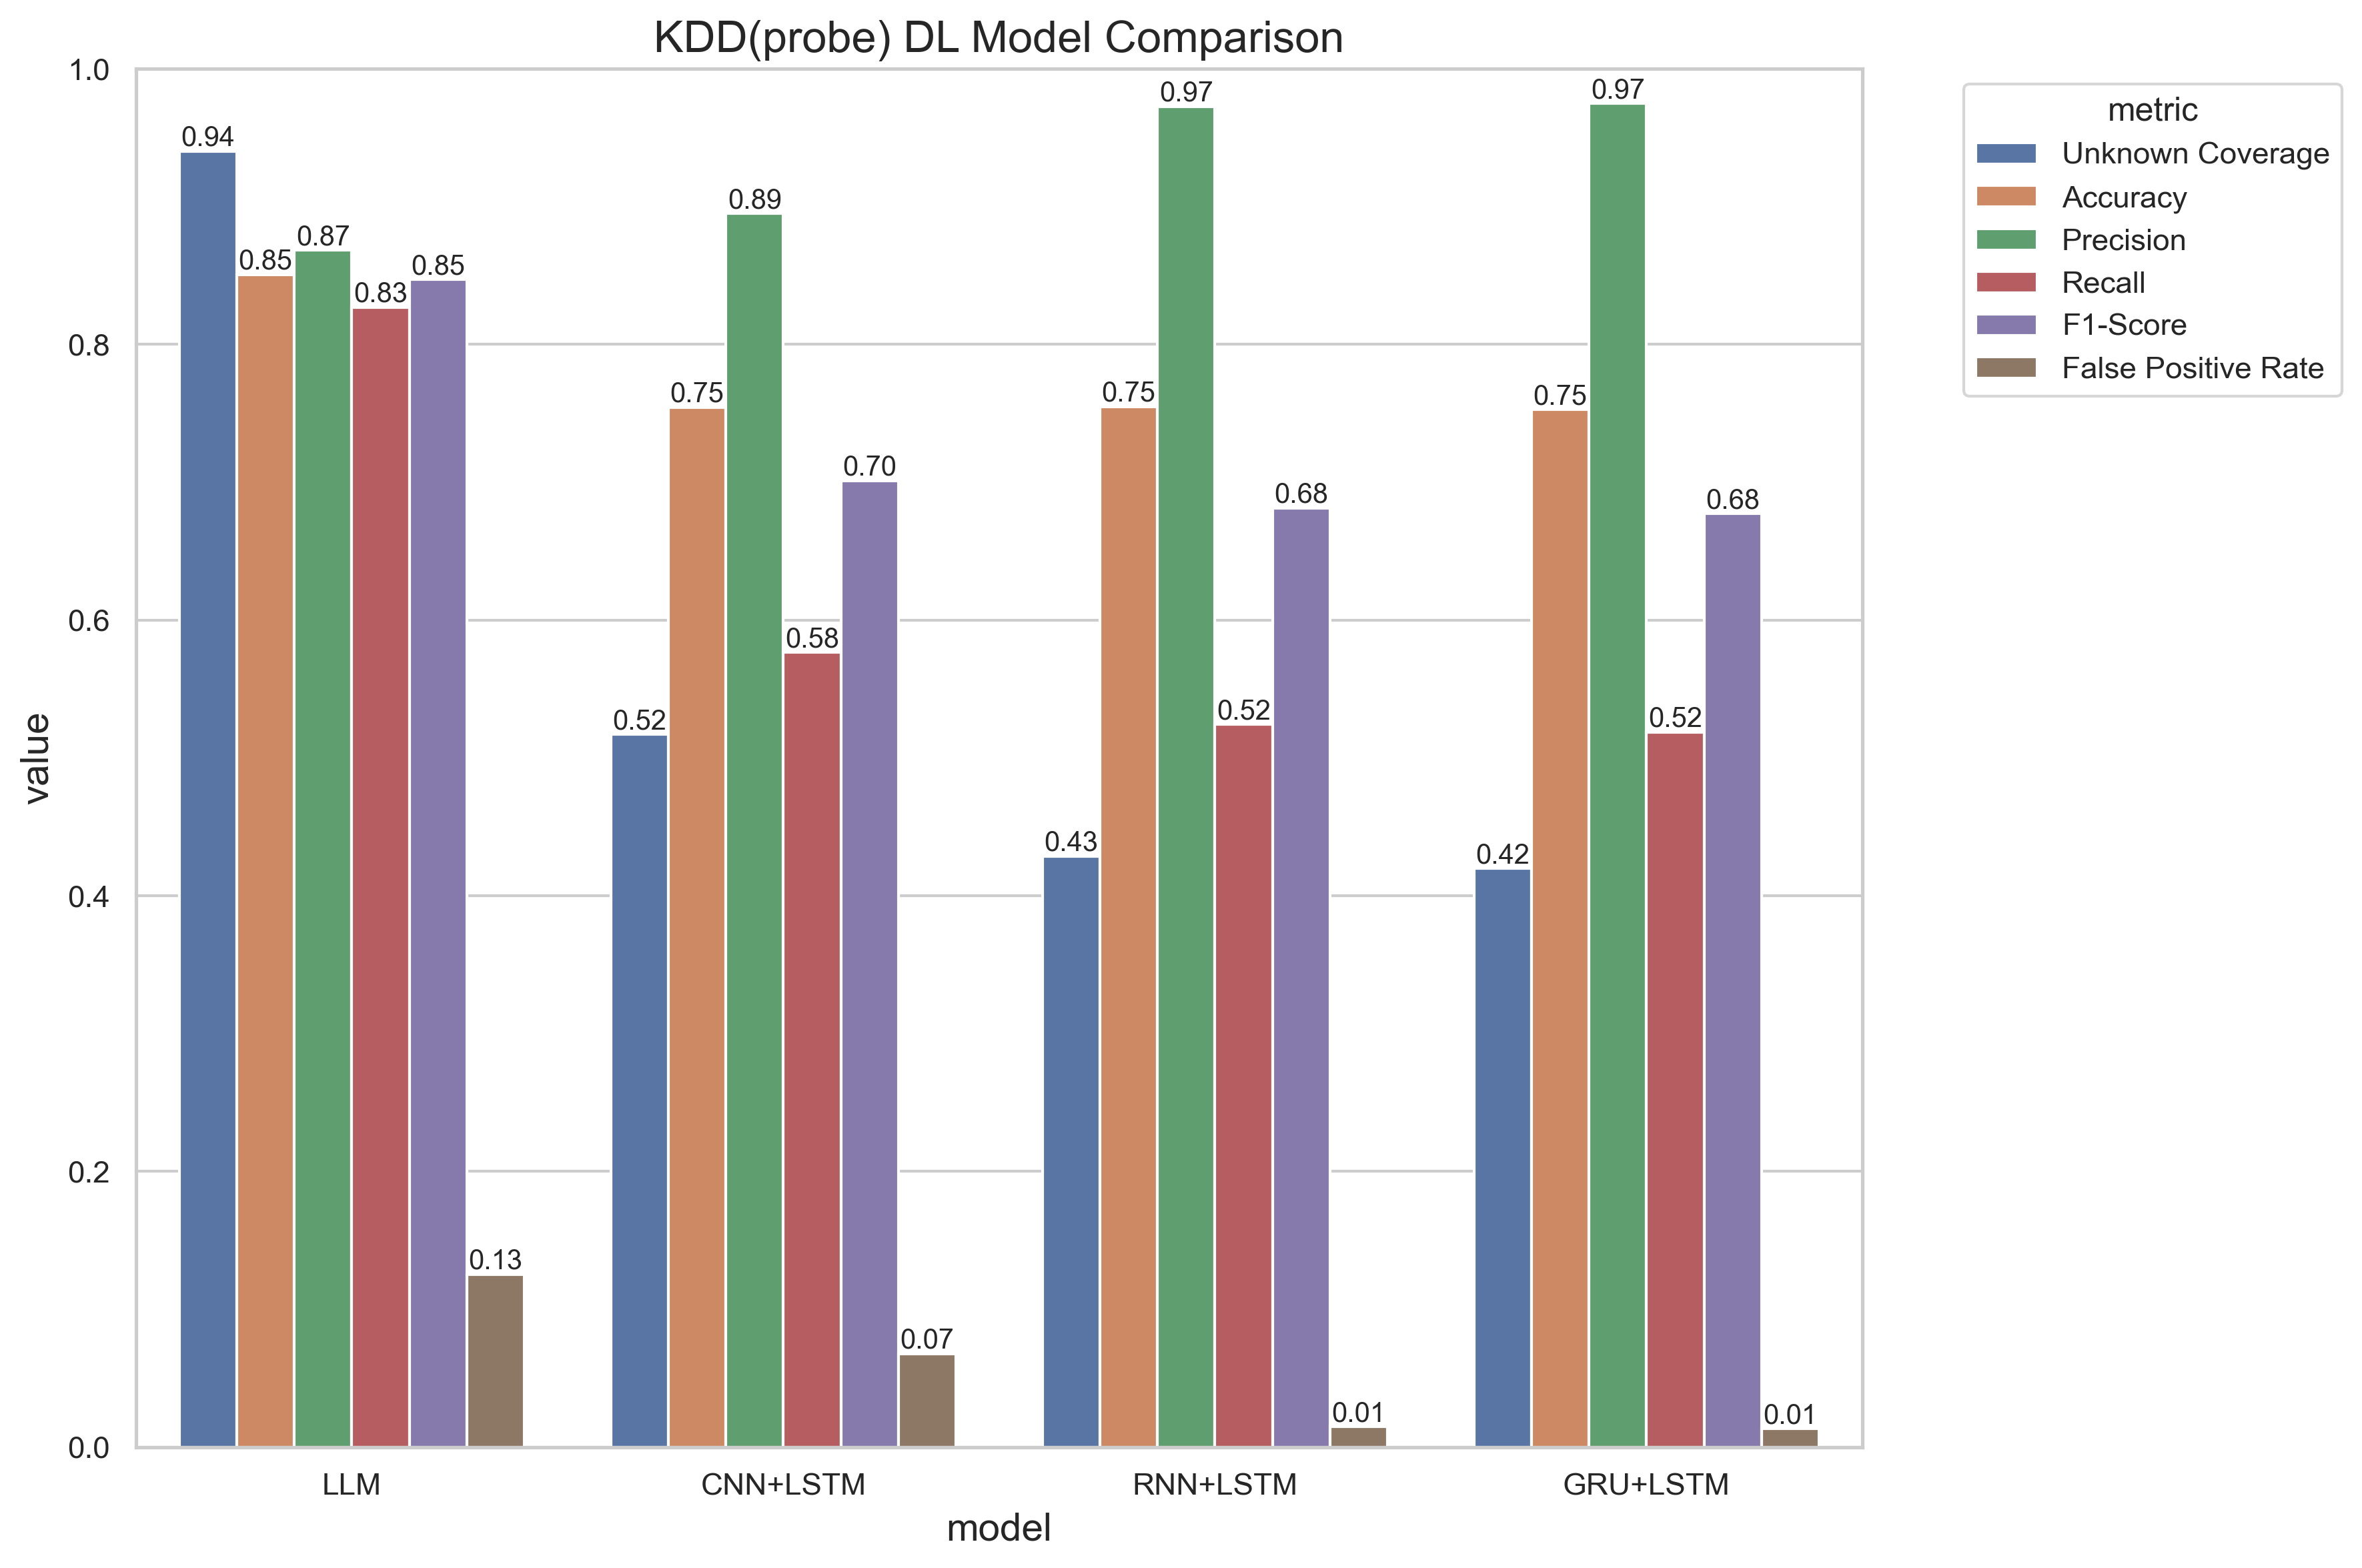 KDD(probe) DL Model Comparison
1.0
0.8
0.6
0.4
0.2
0.0
value
0.94
0.85
0.87
0.83
0.85
0.13
0.52
0.75
0.89
0.58
0.70
0.07
0.43
0.75
0.97
0.52
0.68
0.01
0.42
0.75
0.97
0.52
0.68
0.01
LLM
CNN+LSTM
RNN+LSTM
GRU+LSTM
model
metric
Unknown Coverage
Accuracy
Precision
Recall
F1-Score
False Positive Rate